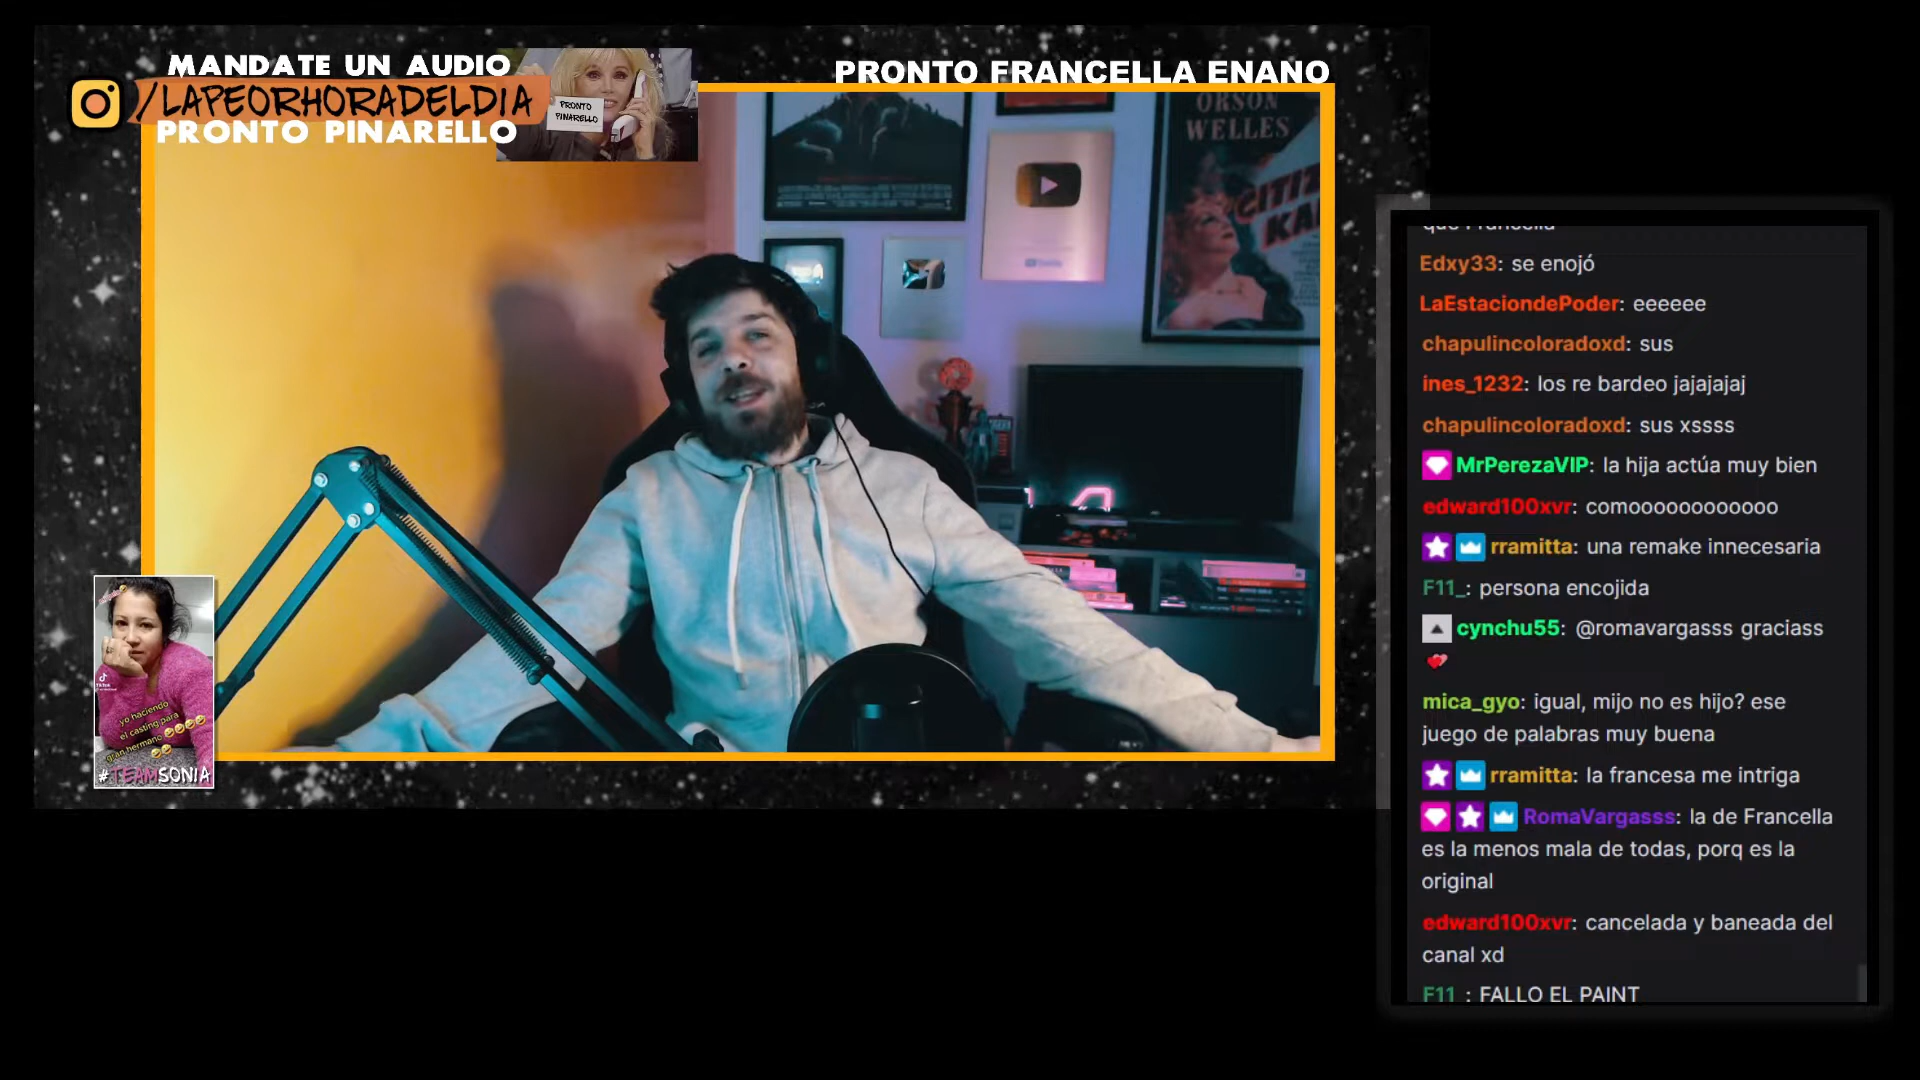 MANDATE UN AUDIO
/LAPEORHORADELDIA
PRONTO PINARELLO
PRONTO
PINARELLO
PRONTO FRANCELLA ENANO
ORSON
WELLES
yo haciendo
el casting para
gran hermano
#TEAMSONIA
Edxy33: se enojó
LaEstaciondePoder: eeeeee
chapulincoloradoxd: sus
ines_1232: los re bardeo jajajajaj
chapulincoloradoxd: sus xssss
MrPerezaVIP: la hija actúa muy bien
edward100xvr: comoooooooooooo
rramitta: una remake innecesaria
F11_: persona encojida
cynchu55: @romavargasss graciass
mica_gyo: igual, mijo no es hijo? ese
juego de palabras muy buena
rramitta: la francesa me intriga
RomaVargasss: la de Francella
es la menos mala de todas, porq es la
original
edward100xvr: cancelada y baneada del
canal xd
F11_: FALLO EL PAINT